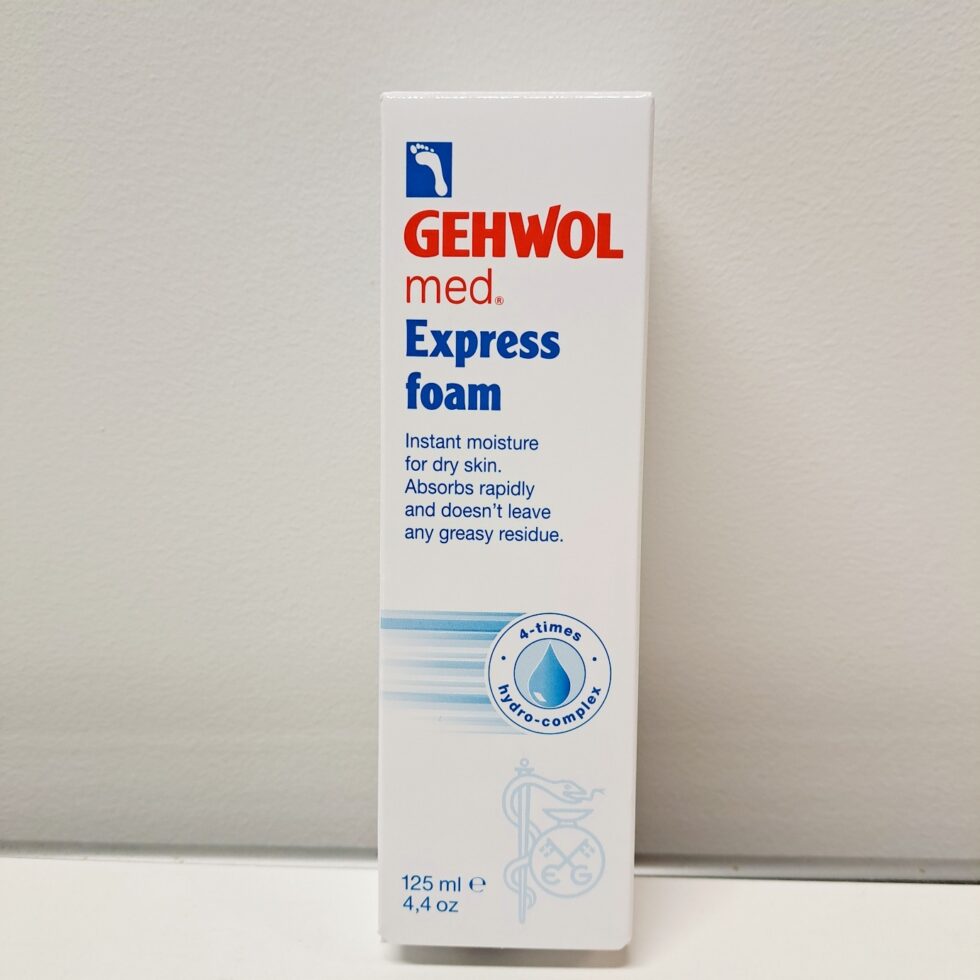 GEHWOL
med®
Express
foam
Instant moisture
for dry skin.
Absorbs rapidly
and doesn't leave
any greasy residue.
4-times
hydro-complex
E G
125 ml ℮
4,4 oz